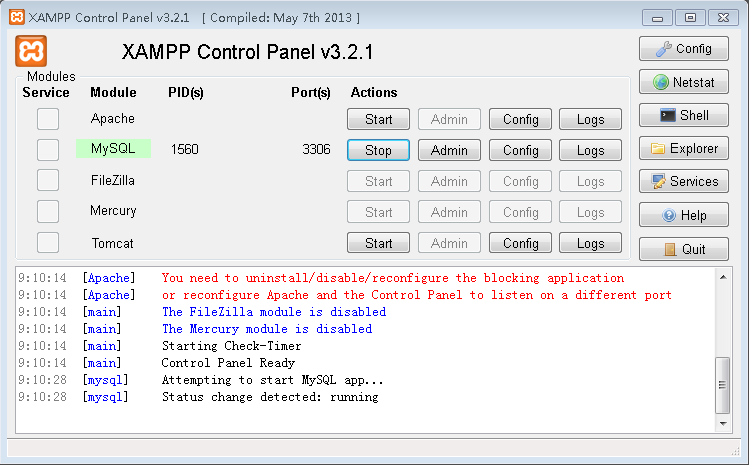 XAMPP Control Panel v3.2.1 [ Compiled: May 7th 2013 ]
XAMPP Control Panel v3.2.1
Config
Modules
Service Module PID(s) Port(s) Actions
Netstat
Apache Start Admin Config Logs
Shell
MySQL 1560 3306 Stop Admin Config Logs
Explorer
FileZilla Start Admin Config Logs
Services
Mercury Start Admin Config Logs
Help
Tomcat Start Admin Config Logs
Quit
9:10:14 [Apache] You need to uninstall/disable/reconfigure the blocking application
9:10:14 [Apache] or reconfigure Apache and the Control Panel to listen on a different port
9:10:14 [main] The FileZilla module is disabled
9:10:14 [main] The Mercury module is disabled
9:10:14 [main] Starting Check-Timer
9:10:14 [main] Control Panel Ready
9:10:28 [mysql] Attempting to start MySQL app...
9:10:28 [mysql] Status change detected: running